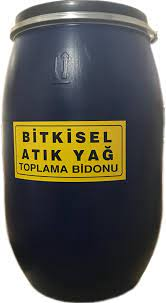 BİTKİSEL
ATIK YAĞ
TOPLAMA BİDONU